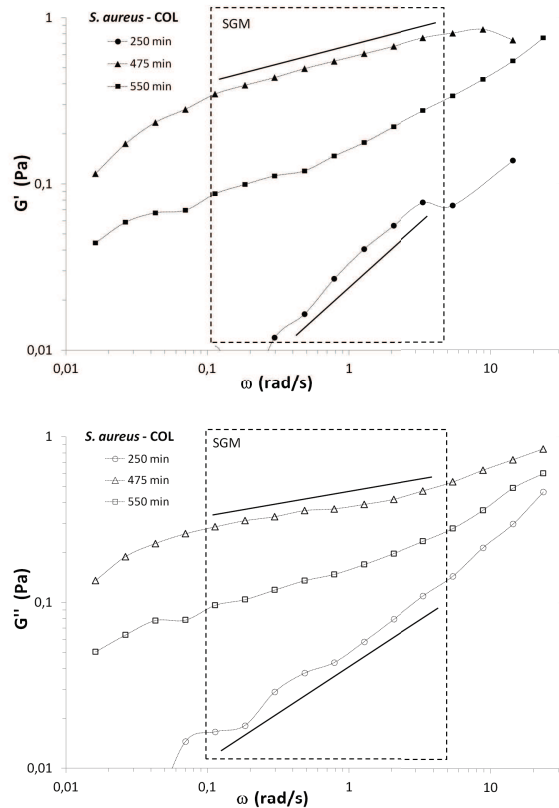 S. aureus - COL
250 min
475 min
550 min
SGM
1
0,1
0,01
G' (Pa)
0,01
0,1
1
10
ω (rad/s)
S. aureus - COL
250 min
475 min
550 min
SGM
1
0,1
0,01
G'' (Pa)
0,01
0,1
1
10
ω (rad/s)